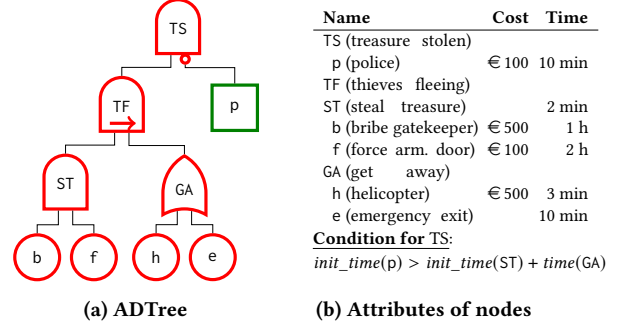 TS
TF
p
ST
GA
b
f
h
e
(a) ADTree
Name Cost Time
TS (treasure stolen)
p (police) €100 10 min
TF (thieves fleeing)
ST (steal treasure) 2 min
b (bribe gatekeeper) €500 1 h
f (force arm. door) €100 2 h
GA (get away)
h (helicopter) €500 3 min
e (emergency exit) 10 min
Condition for TS:
init_time(p) > init_time(ST) + time(GA)
(b) Attributes of nodes